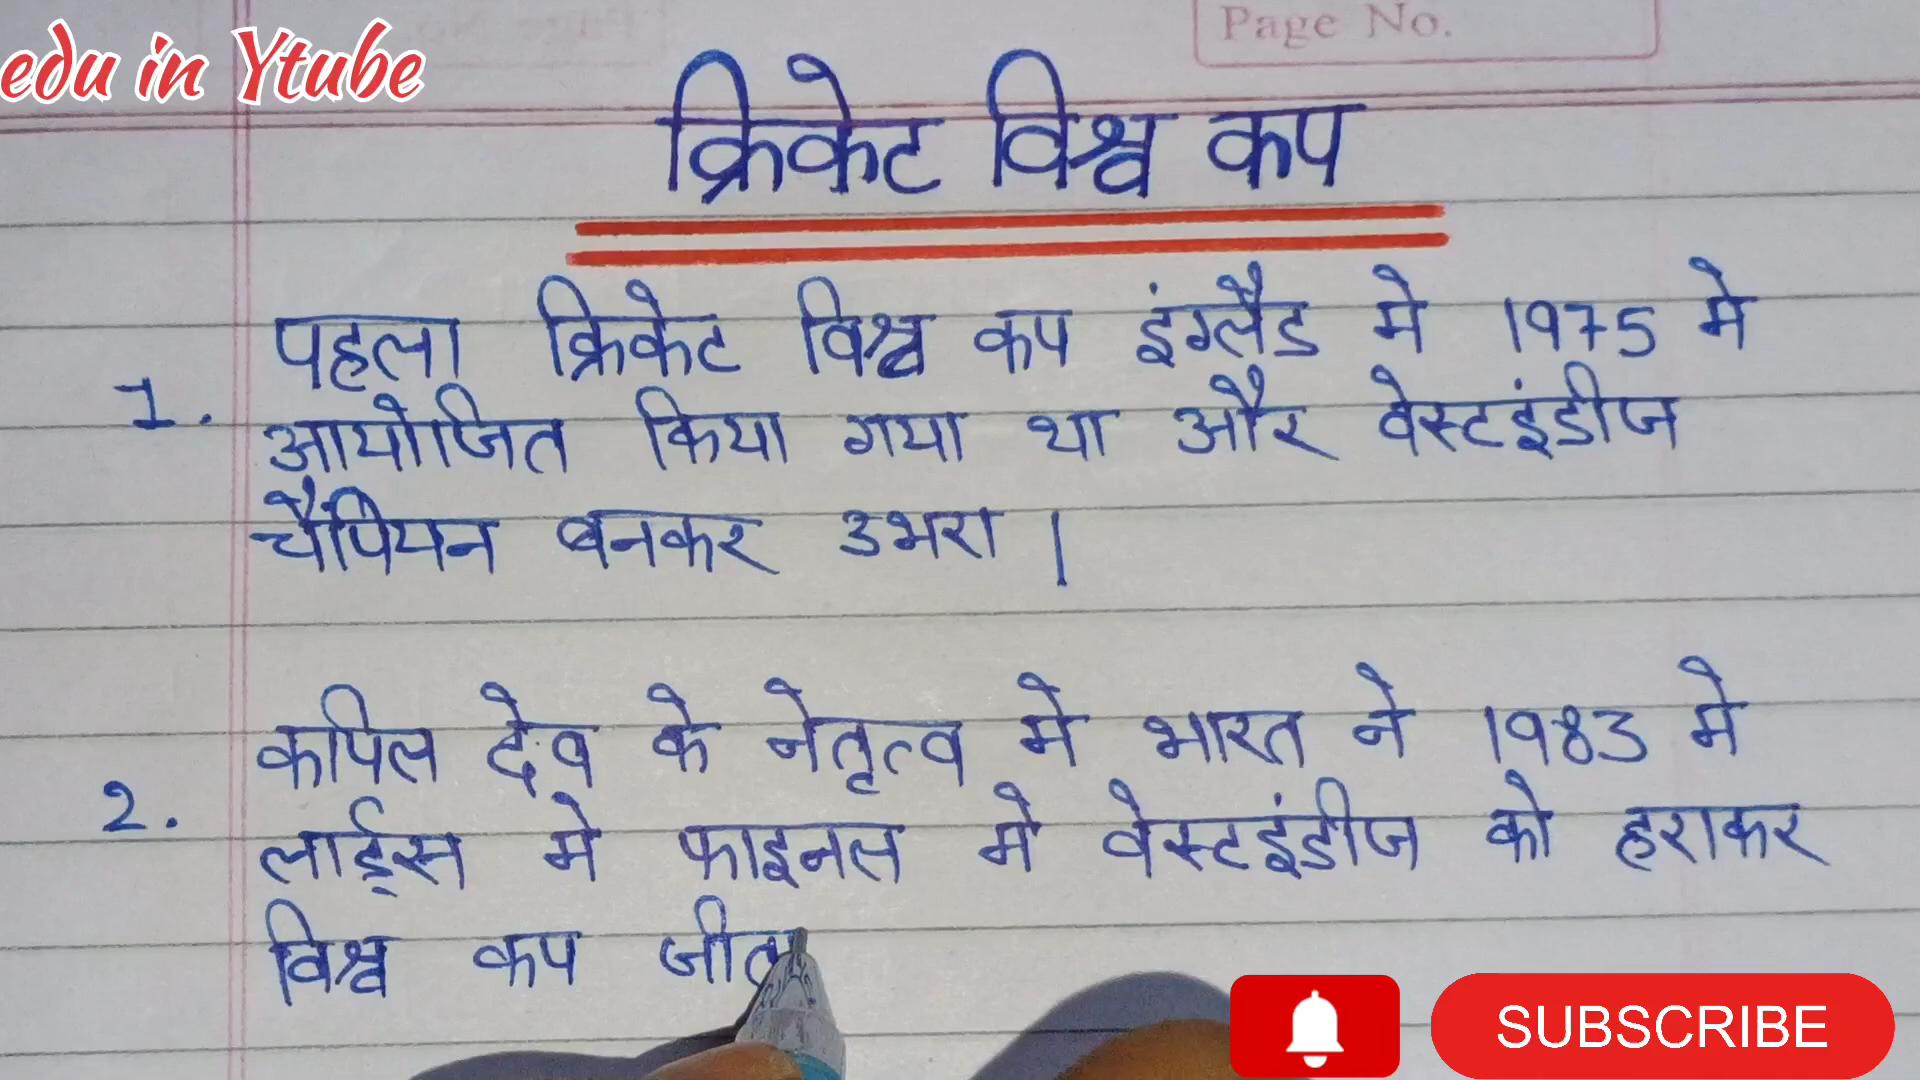 edu in Ytube
Page No.
क्रिकेट विश्व कप
पहला क्रिकेट विश्व कप इंग्लैड मे 1975 मे
1.
आयोजित किया गया था और वेस्टइंडीज
चैंपियन बनकर उभरा |
कपिल देव के नेतृत्व मे भारत ने 1983 मे
2.
लार्ड्स मे फाइनल मे वेस्टइंडीज को हराकर
विश्व कप जीता
SUBSCRIBE